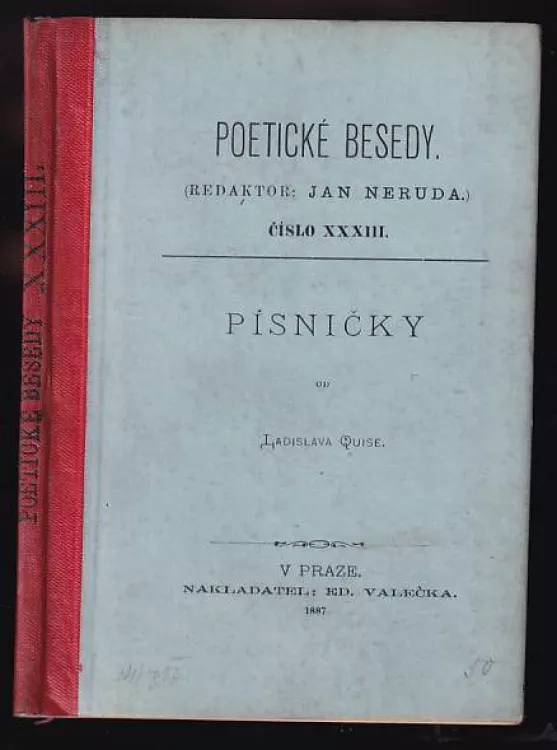 POETICKÉ BESEDY.
(REDAKTOR: JAN NERUDA.)
ČÍSLO XXXIII.
PÍSNIČKY
OD
LADISLAVA QUISE.
V PRAZE.
NAKLADATEL: ED. VALEČKA.
1887
50
POETICKÉ BESEDY XXXIII.